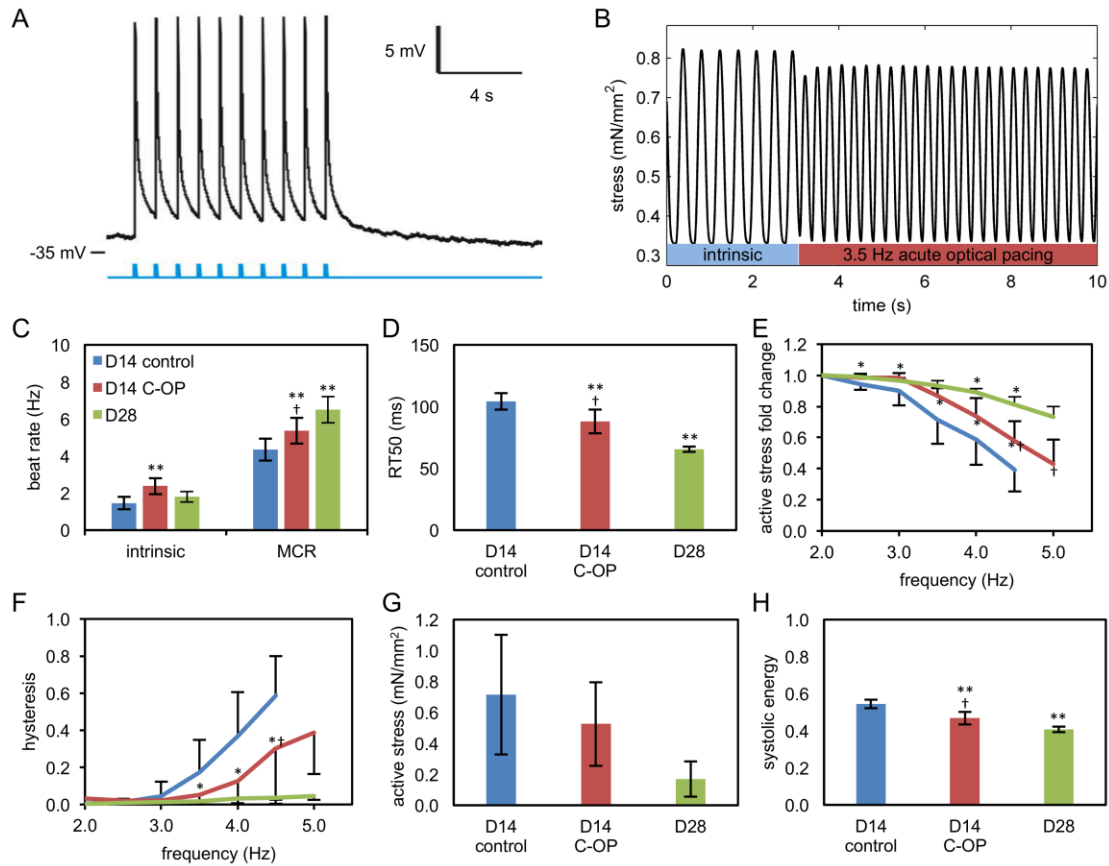 A
5 mV
4 s
-35 mV
B
stress (mN/mm²)
0.8
0.7
0.6
0.5
0.4
0.3
intrinsic
3.5 Hz acute optical pacing
0 2 4 6 8 10
time (s)
C
beat rate (Hz)
10
8
6
4
2
0
D14 control
D14 C-OP
D28
**
**
†
**
intrinsic MCR
D
RT50 (ms)
150
100
50
0
**
†
**
D14 control
D14 C-OP
D28
E
active stress fold change
1.2
1.0
0.8
0.6
0.4
0.2
0.0
* * * *
* * *†
†
2.0 3.0 4.0 5.0
frequency (Hz)
F
hysteresis
1.0
0.8
0.6
0.4
0.2
0.0
* * *†
2.0 3.0 4.0 5.0
frequency (Hz)
G
active stress (mN/mm²)
1.2
1.0
0.8
0.6
0.4
0.2
0.0
D14 control
D14 C-OP
D28
H
systolic energy
1.0
0.8
0.6
0.4
0.2
0.0
**
†
**
D14 control
D14 C-OP
D28